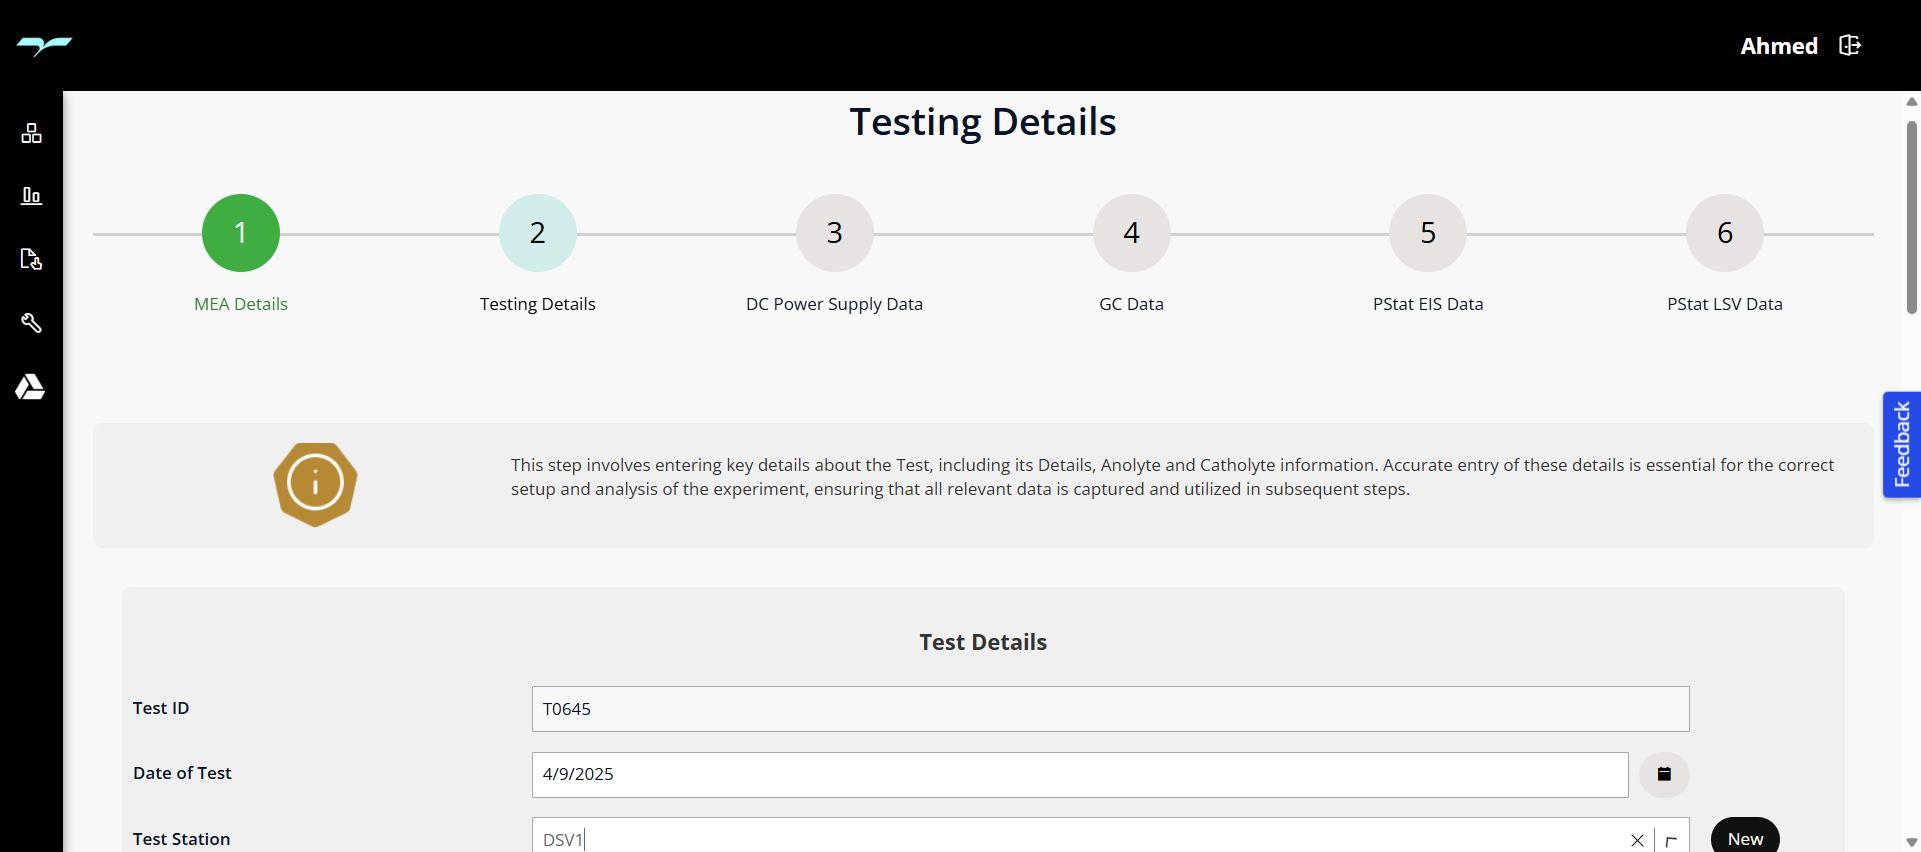 Ahmed
Testing Details
1
2
3
4
5
6
MEA Details
Testing Details
DC Power Supply Data
GC Data
PStat EIS Data
PStat LSV Data
Feedback
This step involves entering key details about the Test, including its Details, Anolyte and Catholyte information. Accurate entry of these details is essential for the correct
setup and analysis of the experiment, ensuring that all relevant data is captured and utilized in subsequent steps.
Test Details
Test ID
T0645
Date of Test
4/9/2025
Test Station
DSV1
New